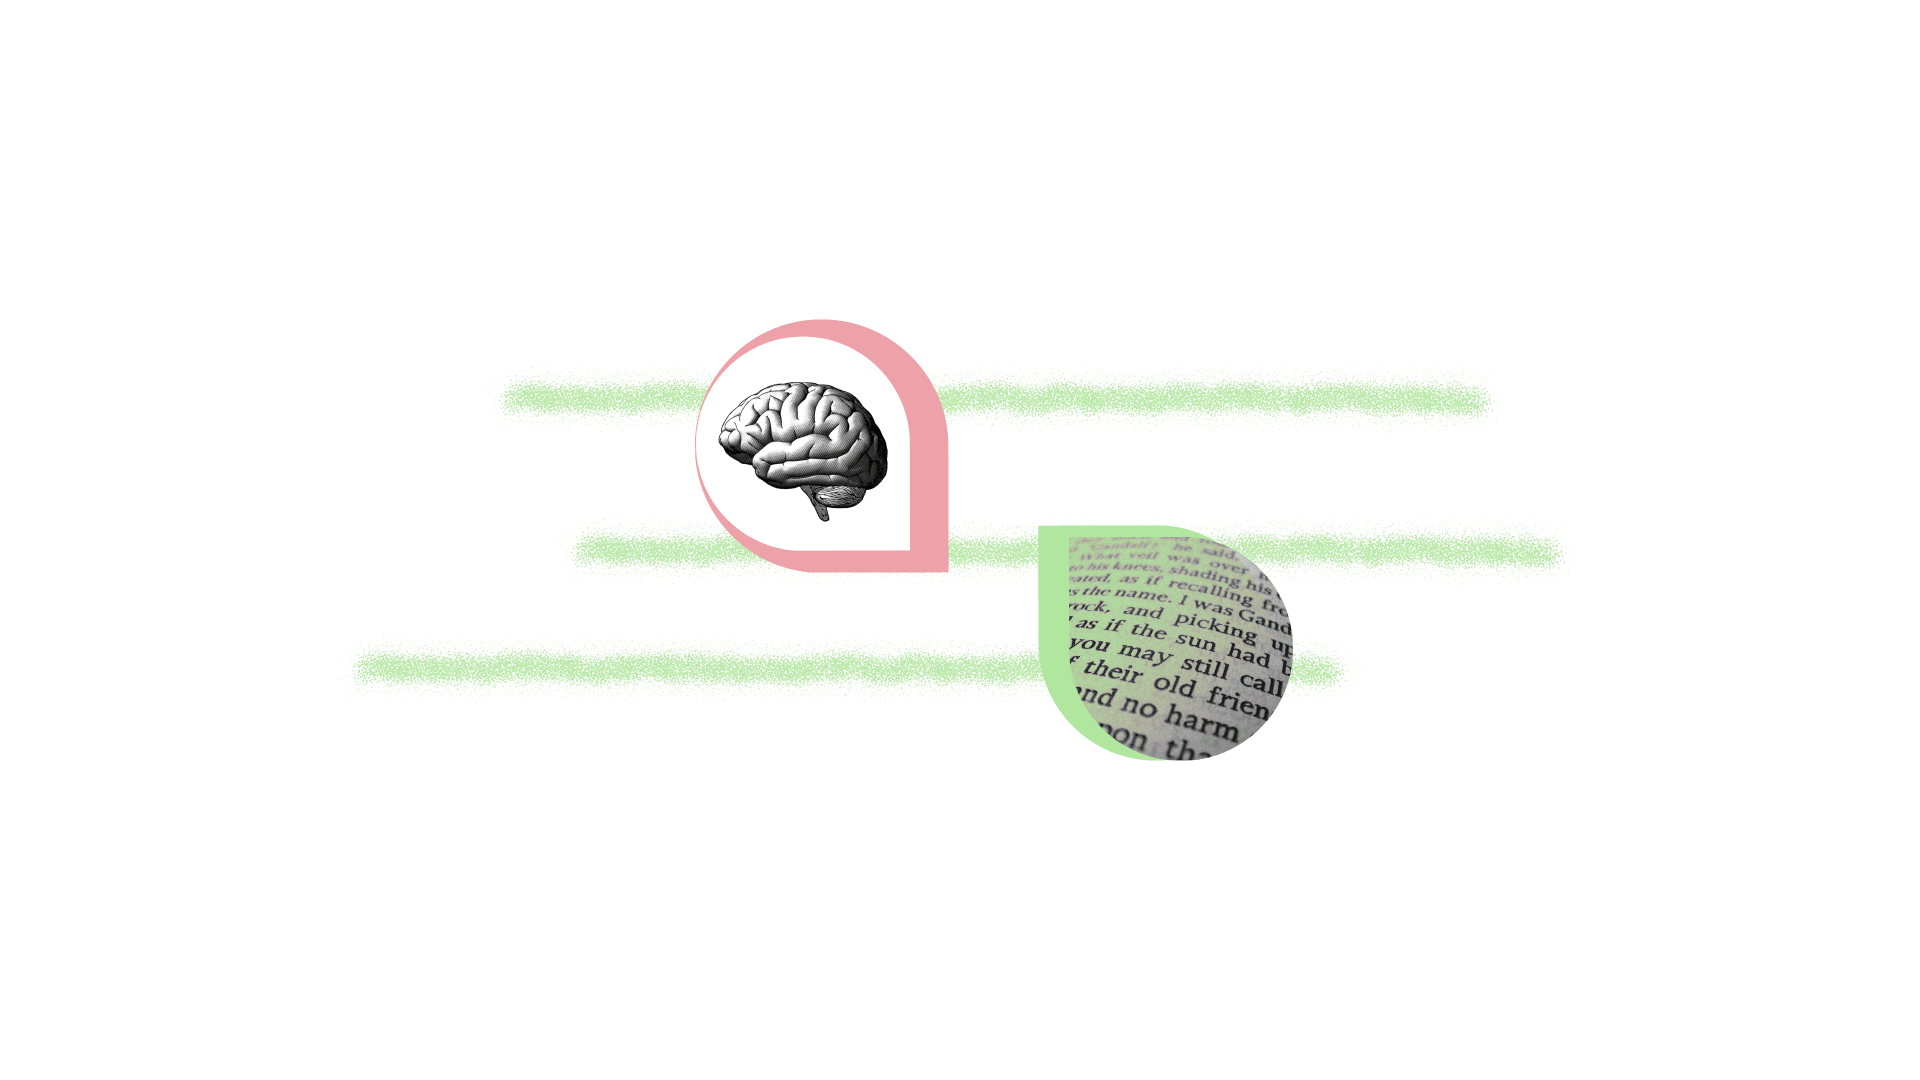 Gandalf?' he said.
What veil was over
to his knees, shading his
eated, as if recalling fro
s the name. I was Gand
rock, and picking up
as if the sun had b
you may still call
f their old frien
and no harm
pon tha